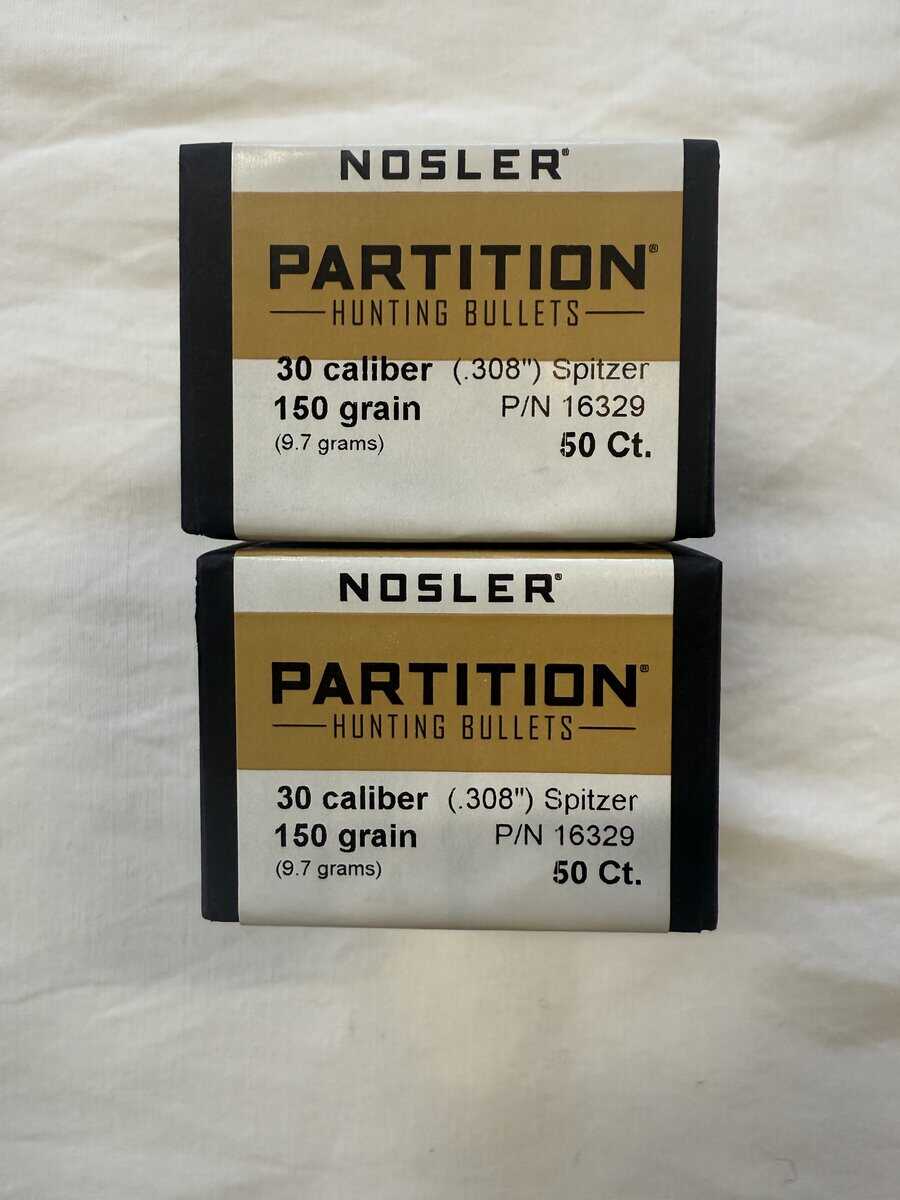 NOSLER®
PARTITION®
HUNTING BULLETS
30 caliber (.308") Spitzer
150 grain P/N 16329
(9.7 grams) 50 Ct.
NOSLER®
PARTITION®
HUNTING BULLETS
30 caliber (.308") Spitzer
150 grain P/N 16329
(9.7 grams) 50 Ct.